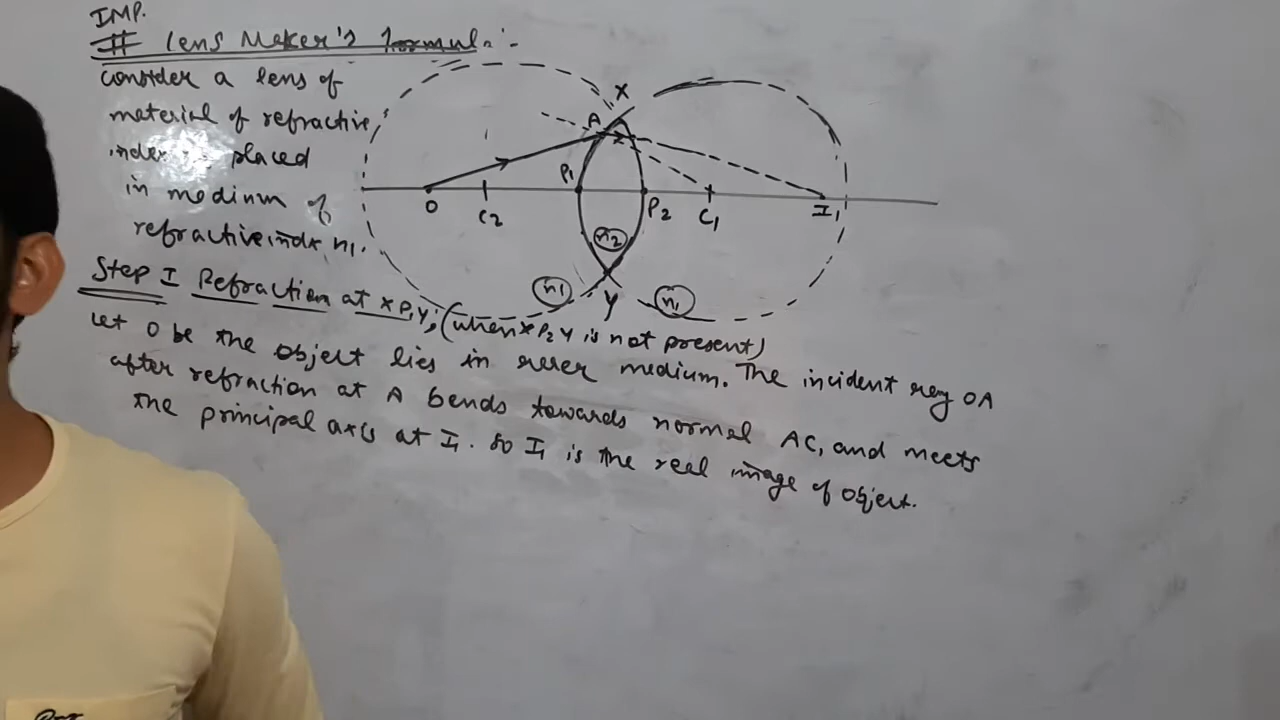 IMP.
# Lens Maker's formula:-
Consider a lens of
material of refractive
index placed
in medium of
refractive index n1.
X
A
P1
O
C2
P2
C1
I1
n2
n1
Y
n1
Step I Refraction at XP1Y; (when XP2Y is not present)
Let O be the object lies in rarer medium. The incident ray OA
after refraction at A bends towards normal AC1 and meets
the principal axis at I1. So I1 is the real image of object.